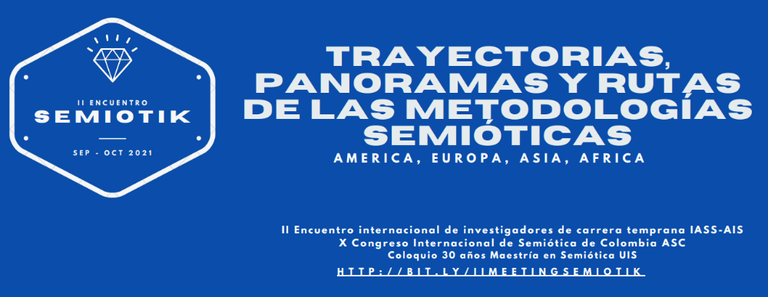 II ENCUENTRO
SEMIOTIK
SEP - OCT 2021
TRAYECTORIAS,
PANORAMAS Y RUTAS
DE LAS METODOLOGÍAS
SEMIÓTICAS
AMERICA, EUROPA, ASIA, AFRICA
II Encuentro internacional de investigadores de carrera temprana IASS-AIS
X Congreso Internacional de Semiótica de Colombia ASC
Coloquio 30 años Maestría en Semiótica UIS
HTTP://BIT.LY/IIMEETINGSEMIOTIK